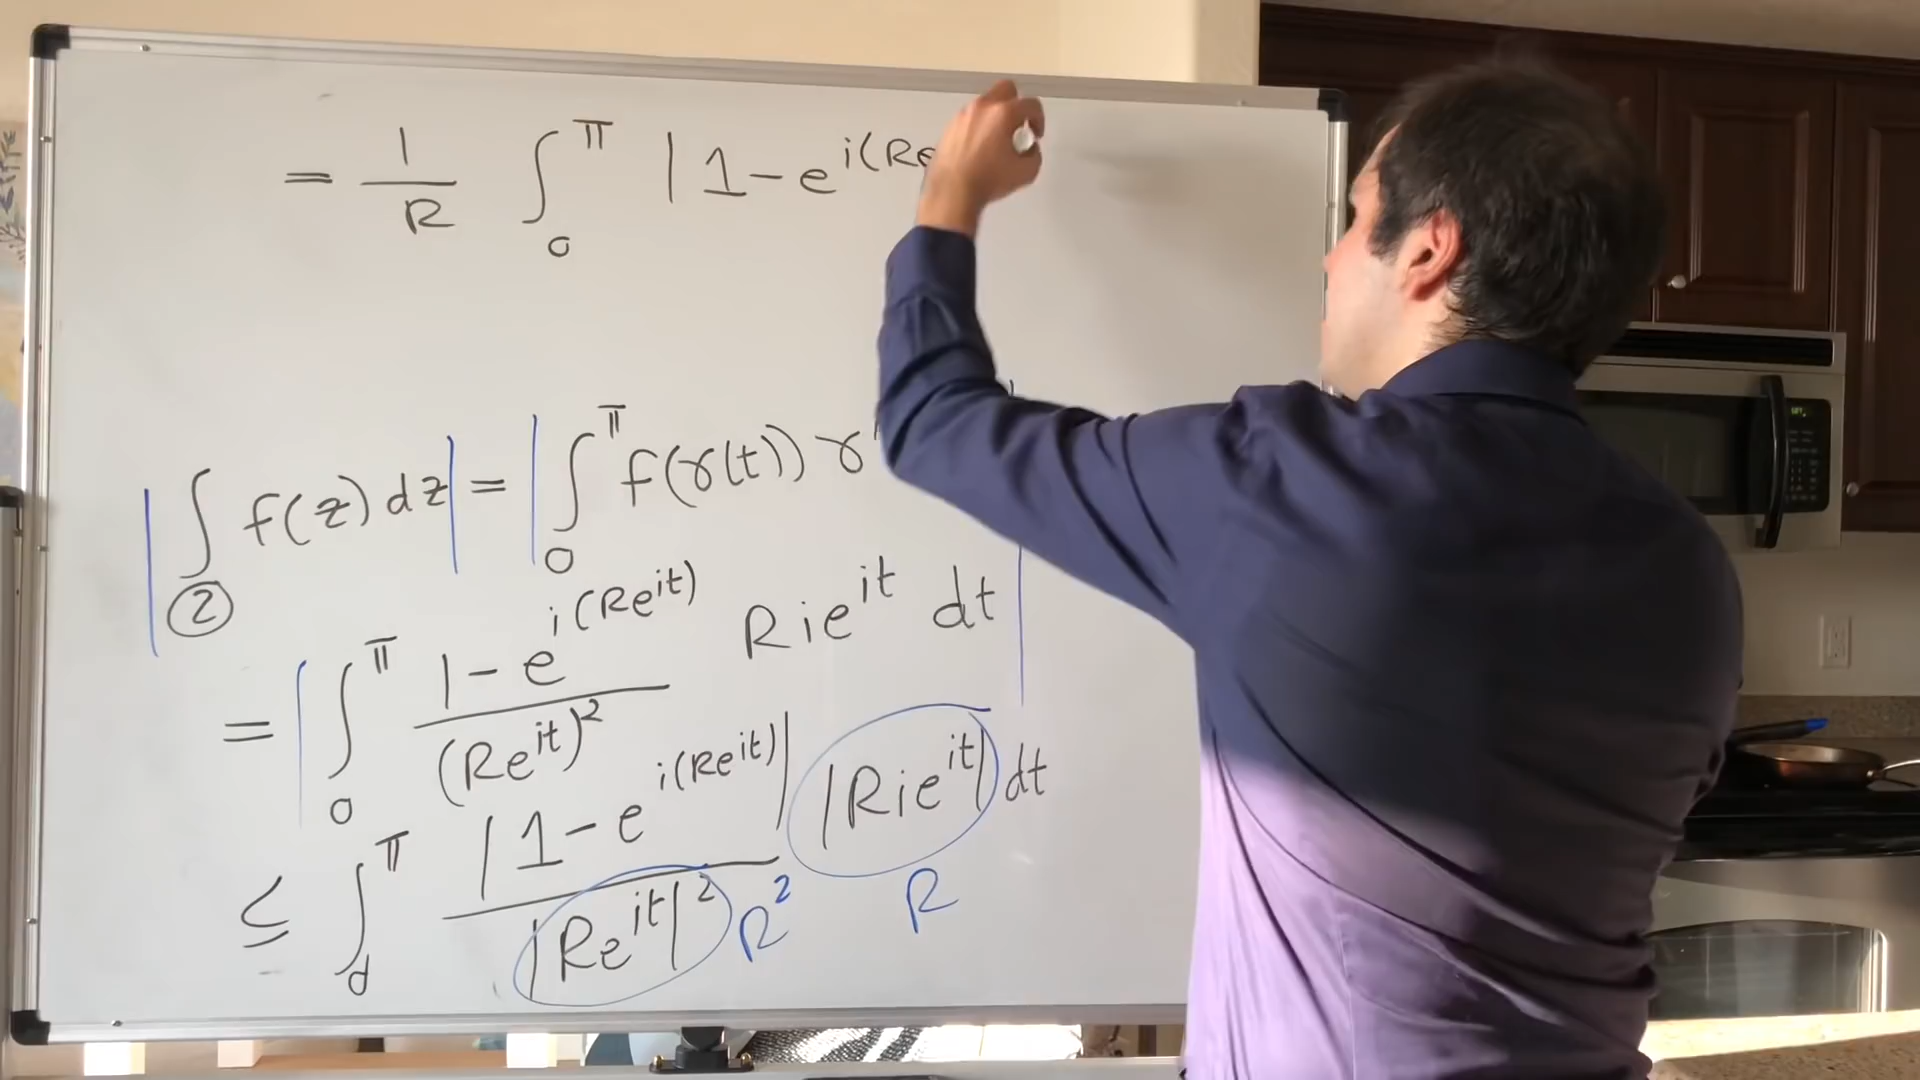 = 1/R ∫₀^π |1-e^i(Re
|∫_② f(z) dz| = |∫₀^π f(γ(t)) γ'
= |∫₀^π (1-e^i(Re^it))/(Re^it)² Rie^it dt|
≤ ∫₀^π |1-e^i(Re^it)|/|Re^it|² |Rie^it| dt
R² R